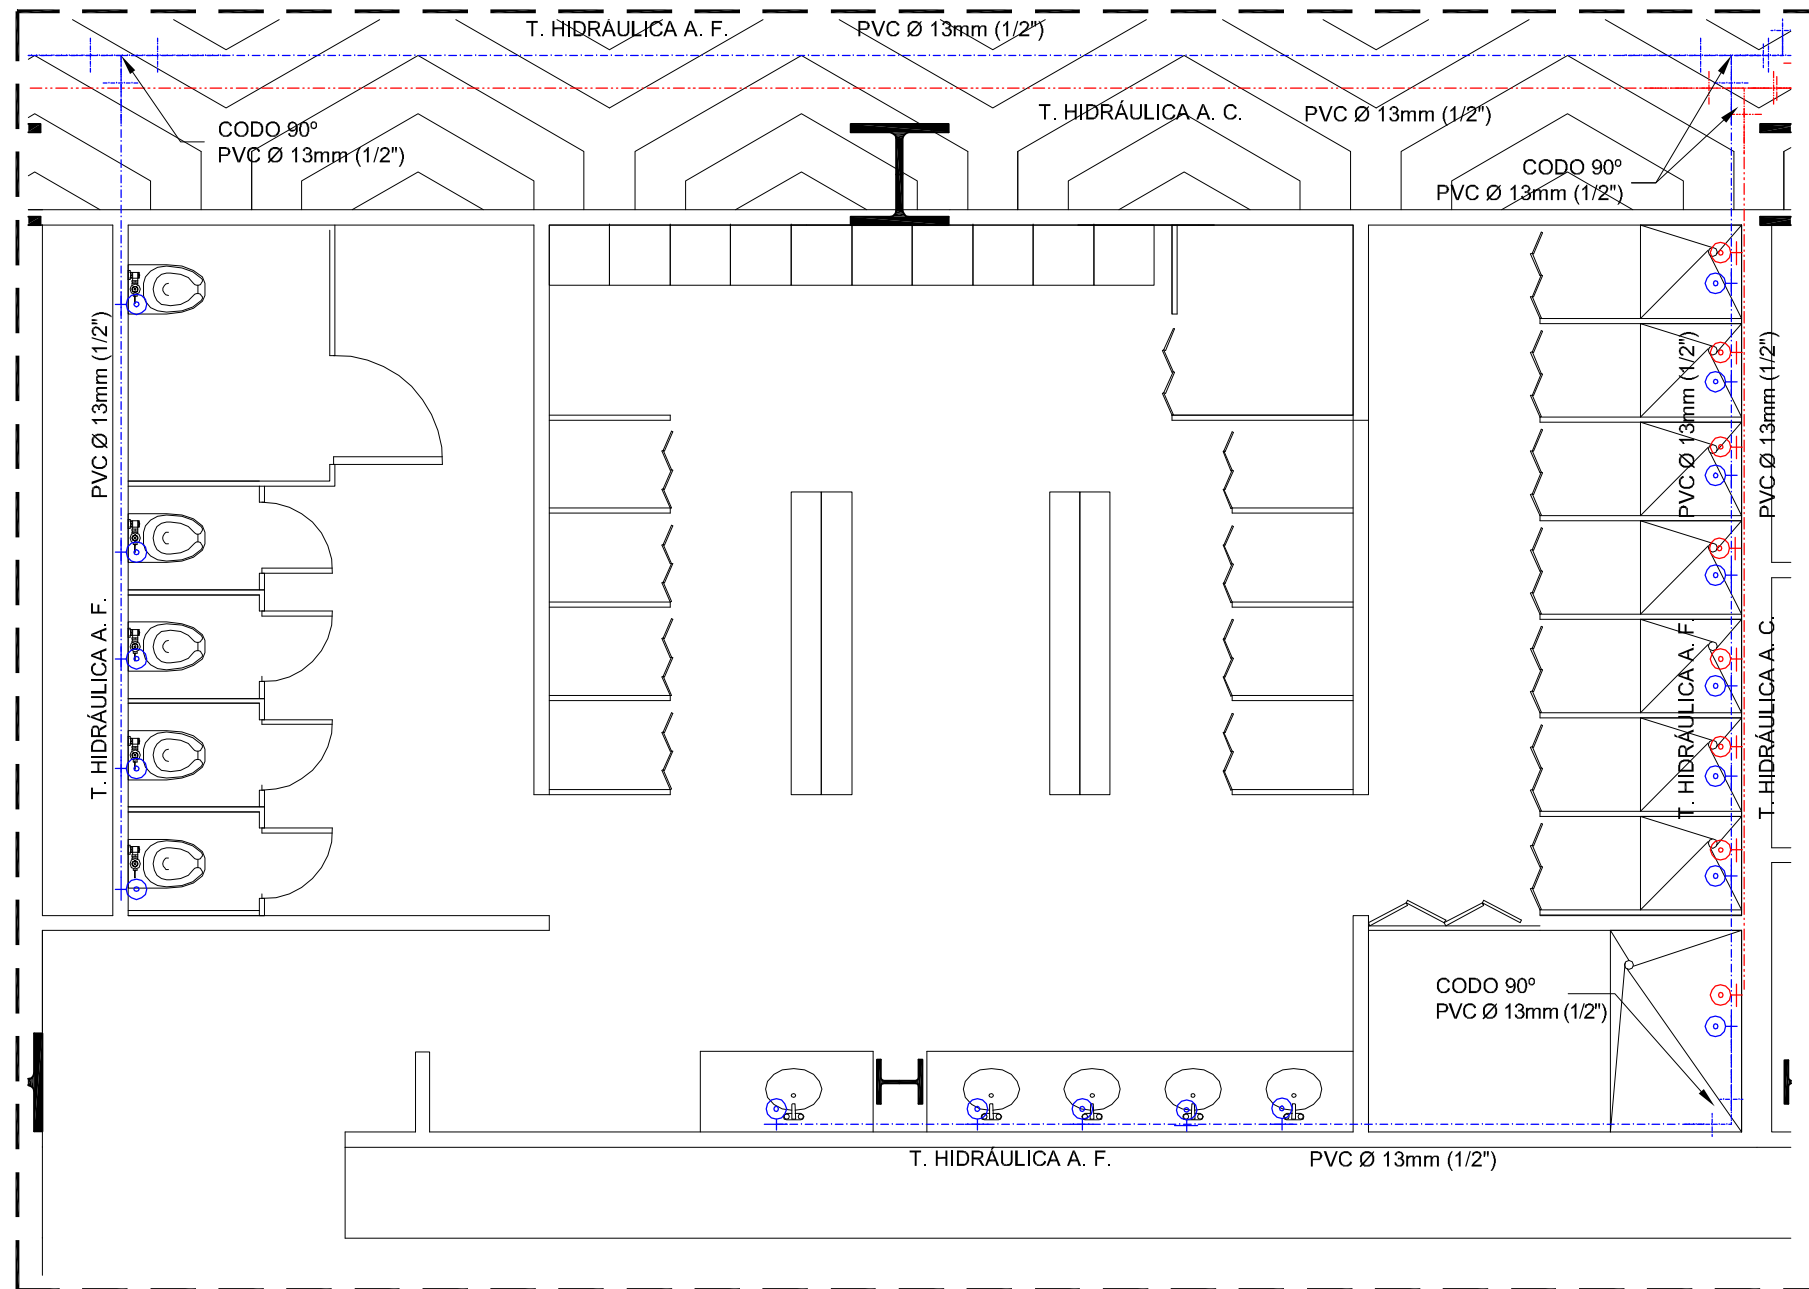 T. HIDRÁULICA A. F.
PVC Ø 13mm (1/2")
T. HIDRÁULICA A. C.
PVC Ø 13mm (1/2")
CODO 90º
PVC Ø 13mm (1/2")
CODO 90º
PVC Ø 13mm (1/2")
PVC Ø 13mm (1/2")
T. HIDRÁULICA A. F.
PVC Ø 13mm (1/2")
T. HIDRÁULICA A. F.
PVC Ø 13mm (1/2")
T. HIDRÁULICA A. C.
CODO 90º
PVC Ø 13mm (1/2")
T. HIDRÁULICA A. F.
PVC Ø 13mm (1/2")